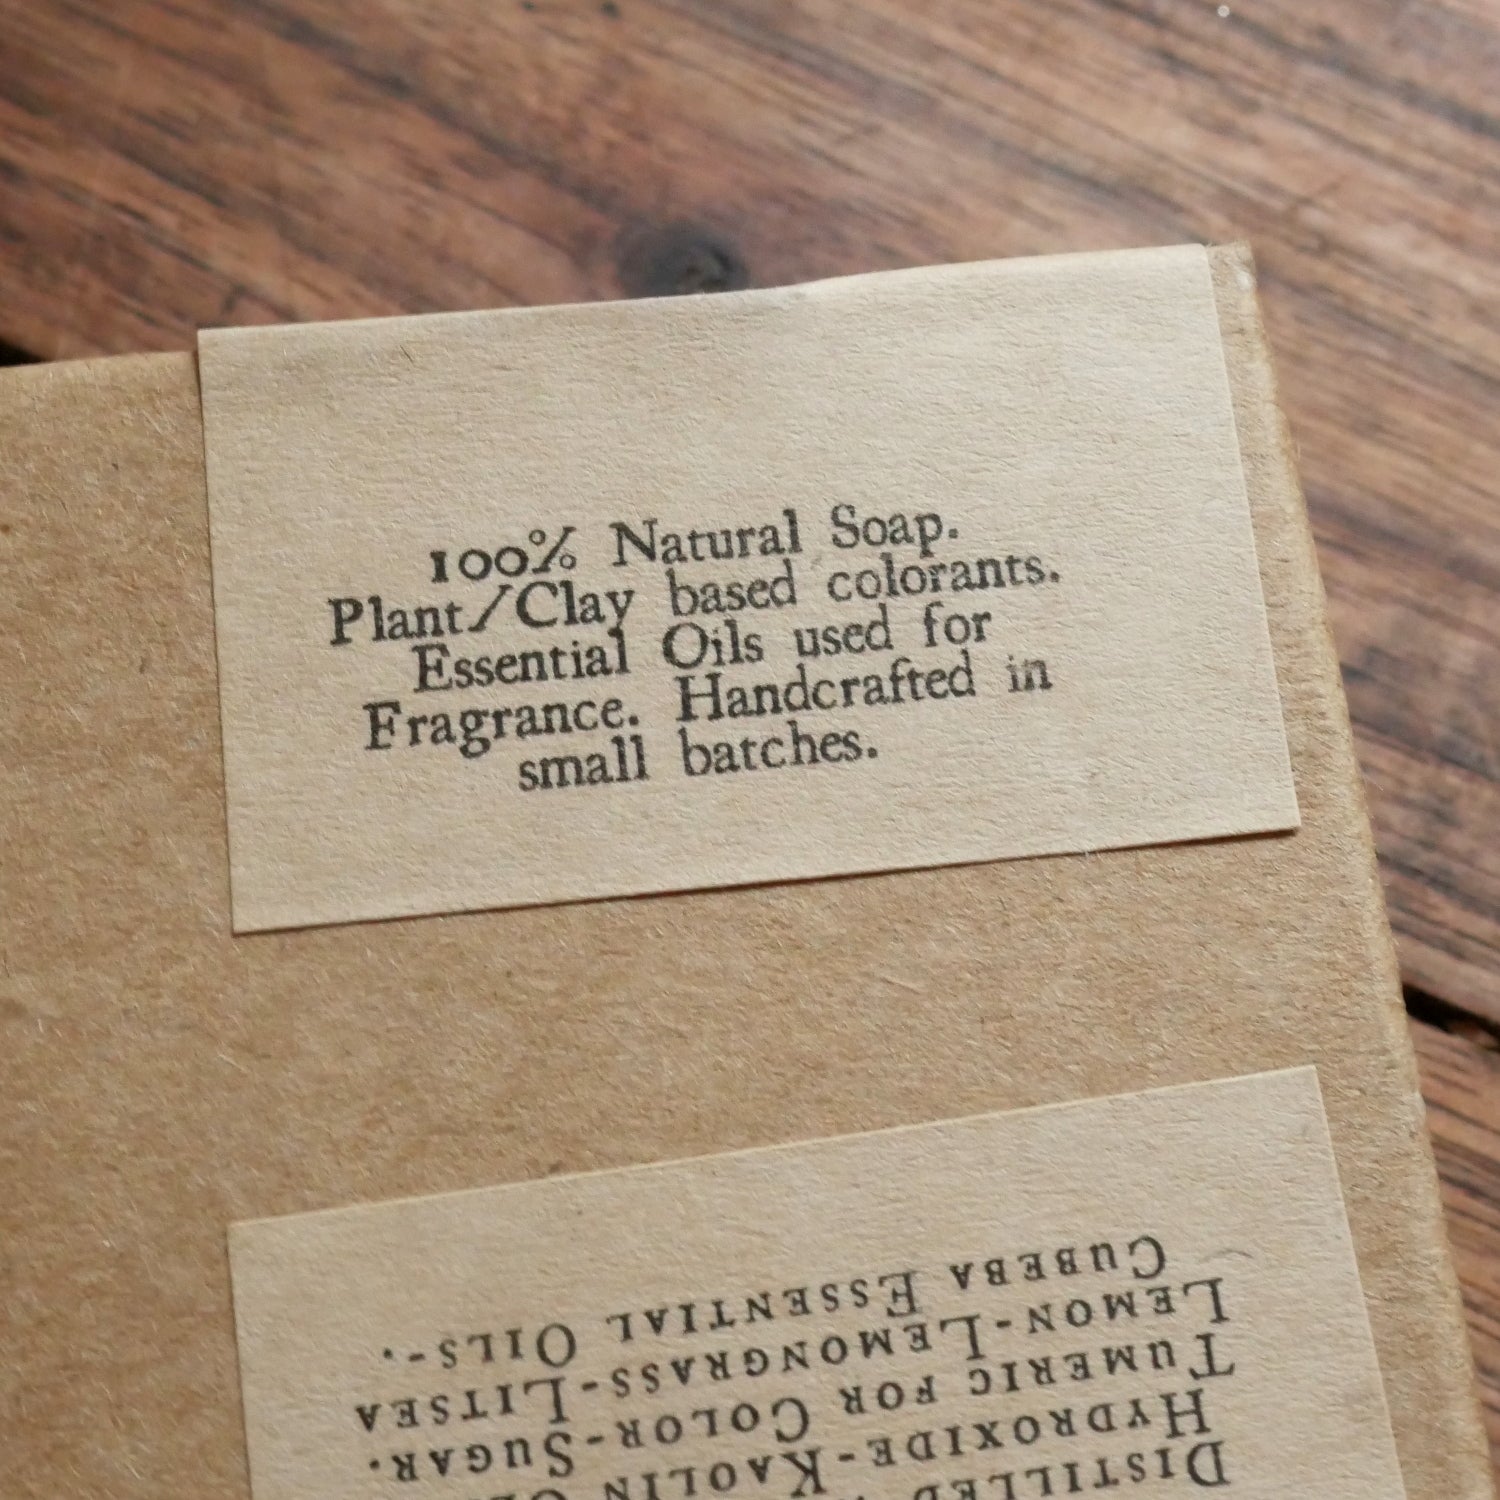 100% Natural Soap.
Plant/Clay based colorants.
Essential Oils used for
Fragrance. Handcrafted in
small batches.
Distilled
Hydroxide-Kaolin
Tumeric for Color-Sugar.
Lemon-Lemongrass-Litsea
Cubeba Essential Oils-.